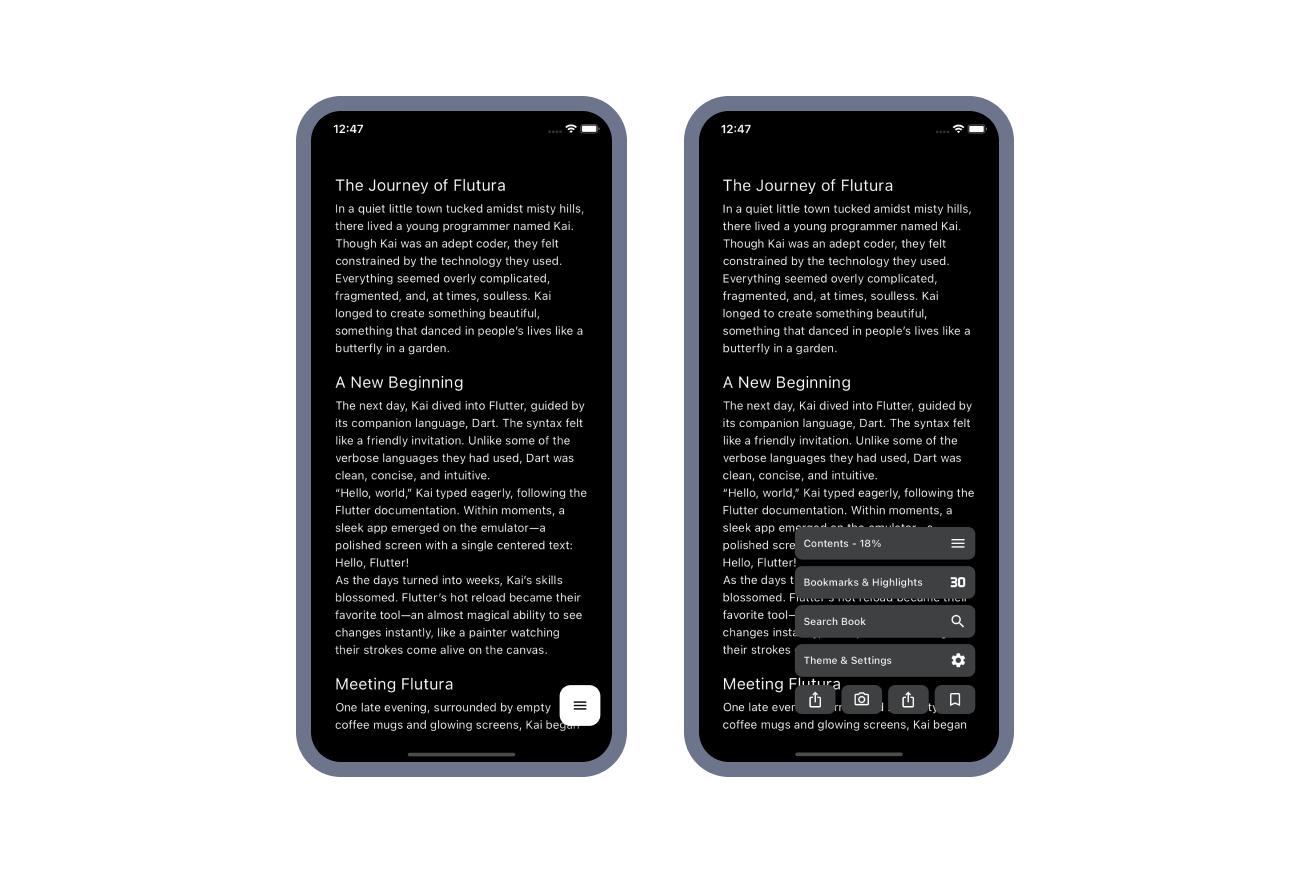 12:47
The Journey of Flutura
In a quiet little town tucked amidst misty hills,
there lived a young programmer named Kai.
Though Kai was an adept coder, they felt
constrained by the technology they used.
Everything seemed overly complicated,
fragmented, and, at times, soulless. Kai
longed to create something beautiful,
something that danced in people's lives like a
butterfly in a garden.
A New Beginning
The next day, Kai dived into Flutter, guided by
its companion language, Dart. The syntax felt
like a friendly invitation. Unlike some of the
verbose languages they had used, Dart was
clean, concise, and intuitive.
“Hello, world,” Kai typed eagerly, following the
Flutter documentation. Within moments, a
sleek app emerged on the emulator—a
polished screen with a single centered text:
Hello, Flutter!
As the days turned into weeks, Kai’s skills
blossomed. Flutter’s hot reload became their
favorite tool—an almost magical ability to see
changes instantly, like a painter watching
their strokes come alive on the canvas.
Meeting Flutura
One late evening, surrounded by empty
coffee mugs and glowing screens, Kai began
12:47
The Journey of Flutura
In a quiet little town tucked amidst misty hills,
there lived a young programmer named Kai.
Though Kai was an adept coder, they felt
constrained by the technology they used.
Everything seemed overly complicated,
fragmented, and, at times, soulless. Kai
longed to create something beautiful,
something that danced in people's lives like a
butterfly in a garden.
A New Beginning
The next day, Kai dived into Flutter, guided by
its companion language, Dart. The syntax felt
like a friendly invitation. Unlike some of the
verbose languages they had used, Dart was
clean, concise, and intuitive.
“Hello, world,” Kai typed eagerly, following the
Flutter documentation. Within moments, a
sleek app emerged on the emulator—a
polished
Hello, Flutter!
As the days
blossomed. Flutter’s hot reload became their
favorite tool—
changes
their strokes
Contents - 18%
Bookmarks & Highlights 30
Search Book
Theme & Settings
Meeting Flutura
One late
coffee mugs and glowing screens, Kai began